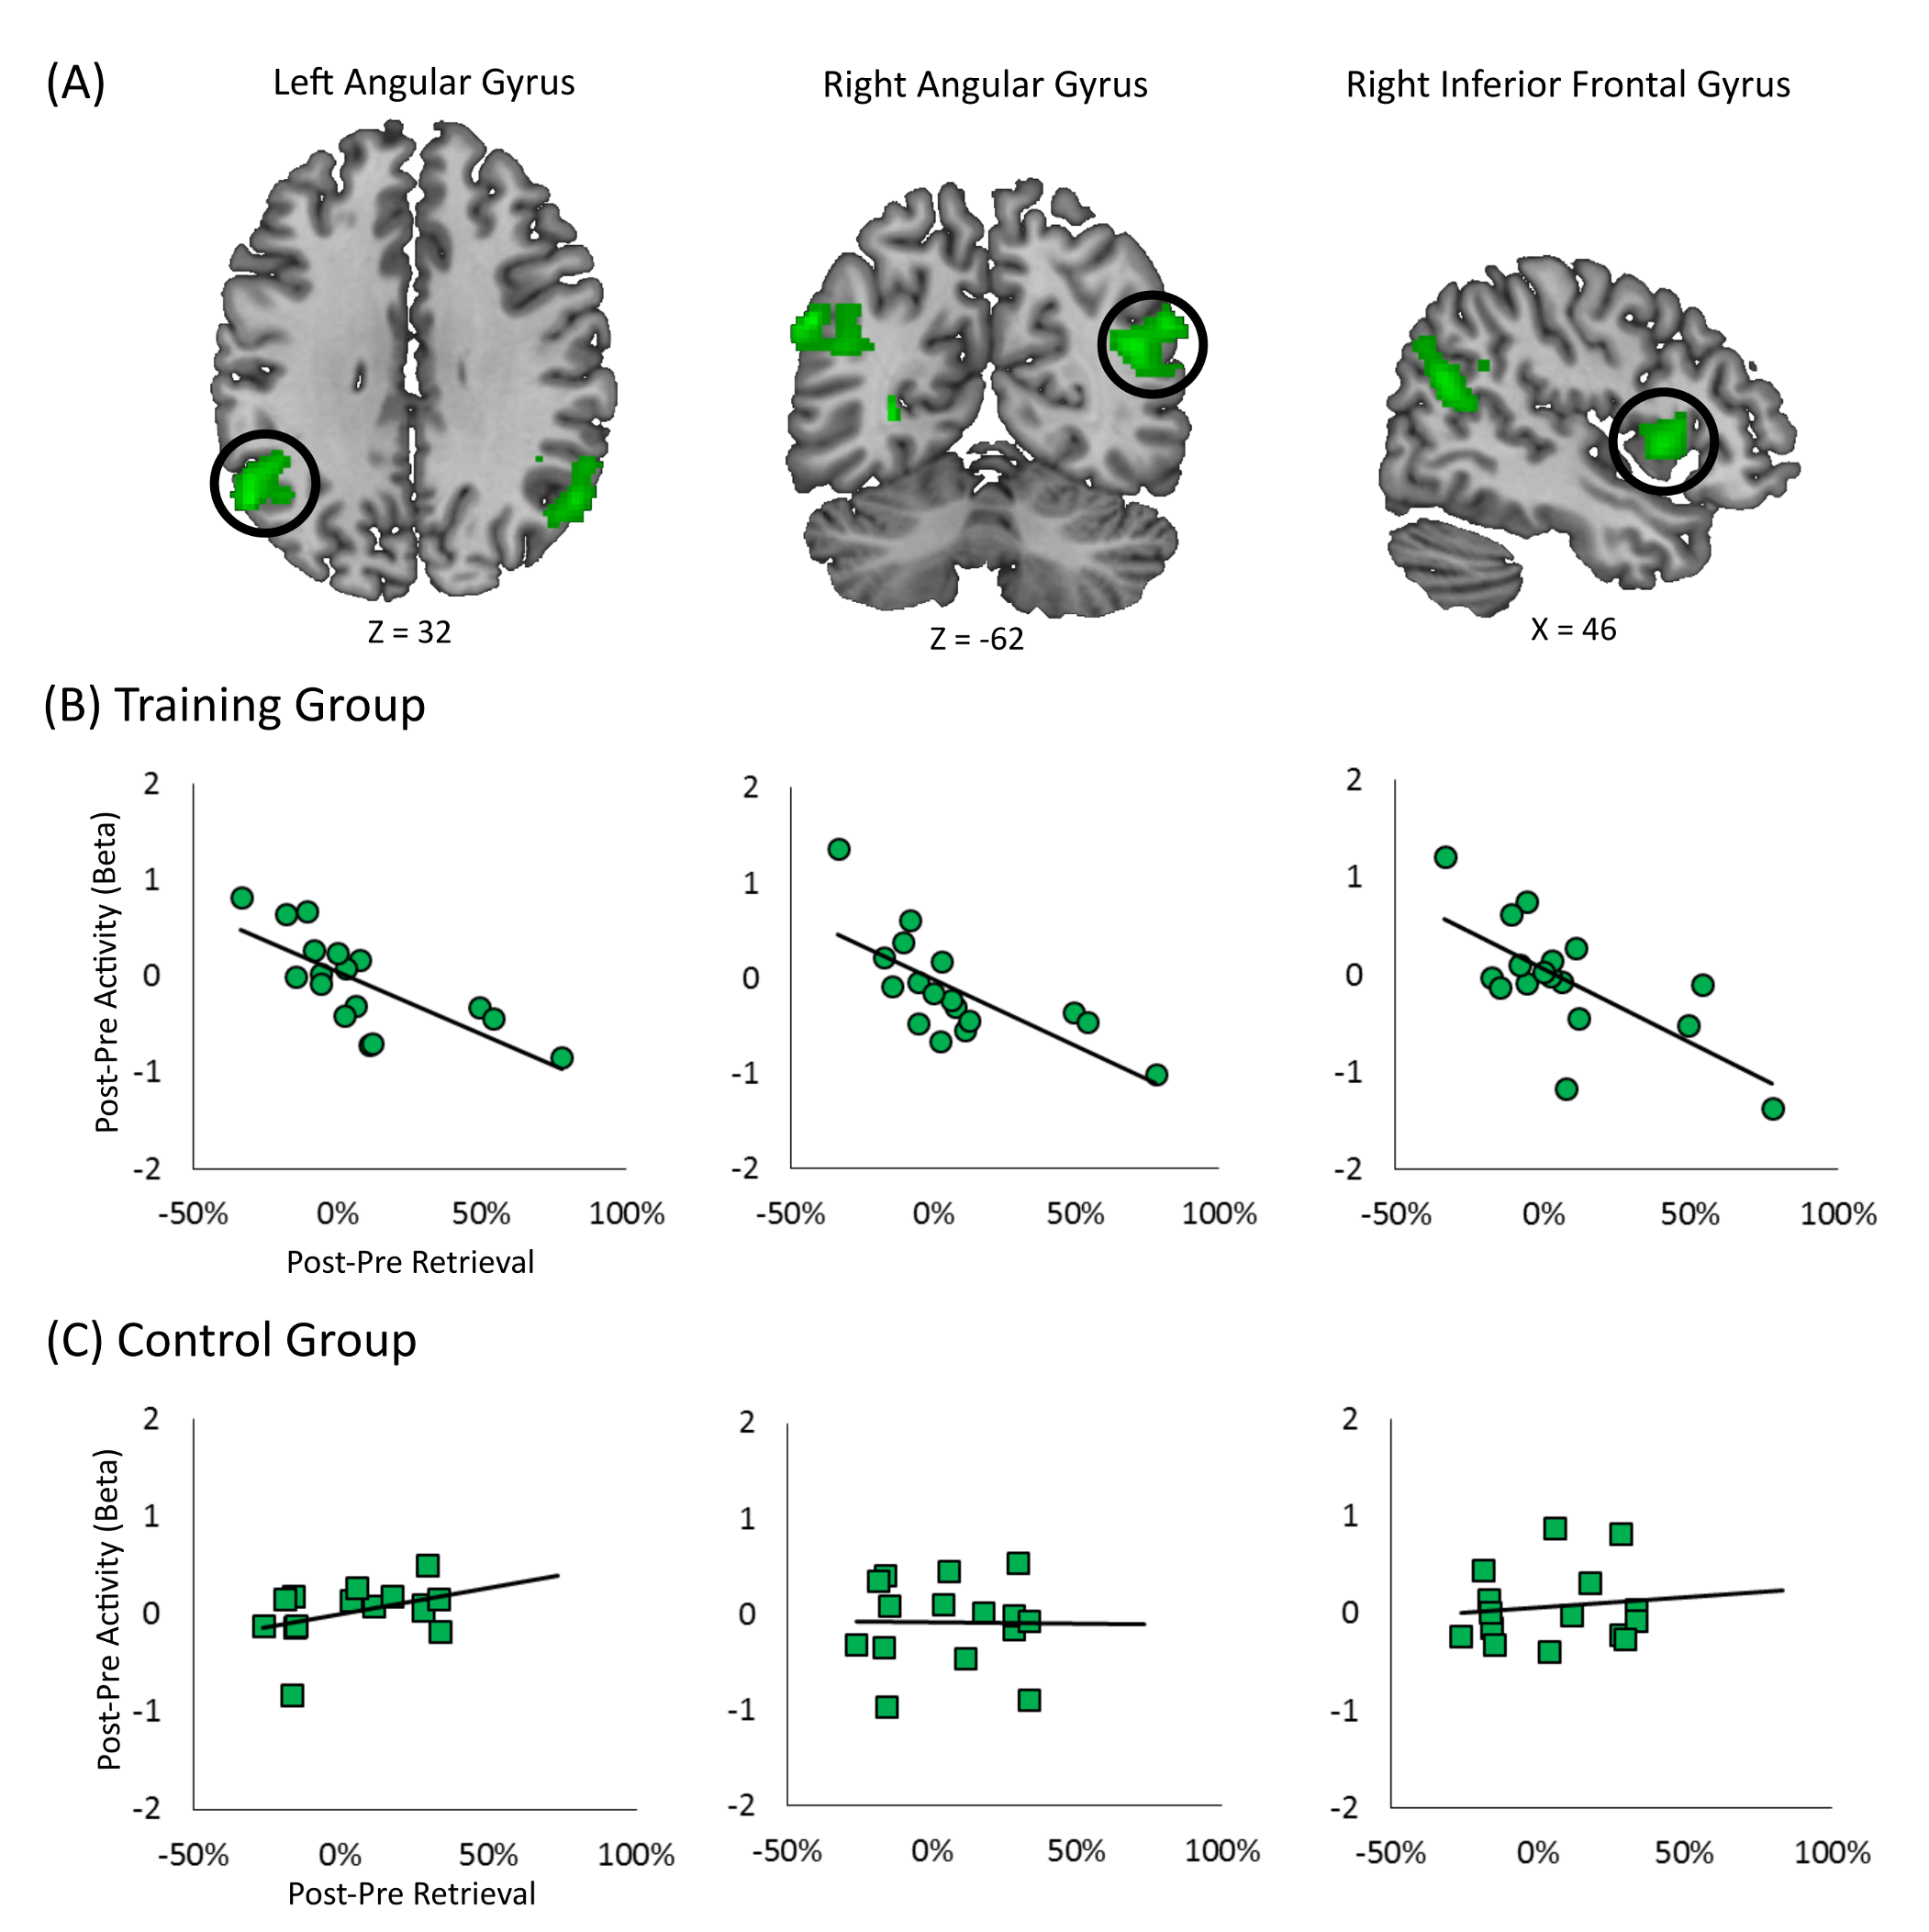 (A)
Left Angular Gyrus
Right Angular Gyrus
Right Inferior Frontal Gyrus
Z = 32
Z = -62
X = 46
(B) Training Group
Post-Pre Activity (Beta)
2
1
0
-1
-2
-50% 0% 50% 100%
Post-Pre Retrieval
2
1
0
-1
-2
-50% 0% 50% 100%
2
1
0
-1
-2
-50% 0% 50% 100%
(C) Control Group
Post-Pre Activity (Beta)
2
1
0
-1
-2
-50% 0% 50% 100%
Post-Pre Retrieval
2
1
0
-1
-2
-50% 0% 50% 100%
2
1
0
-1
-2
-50% 0% 50% 100%